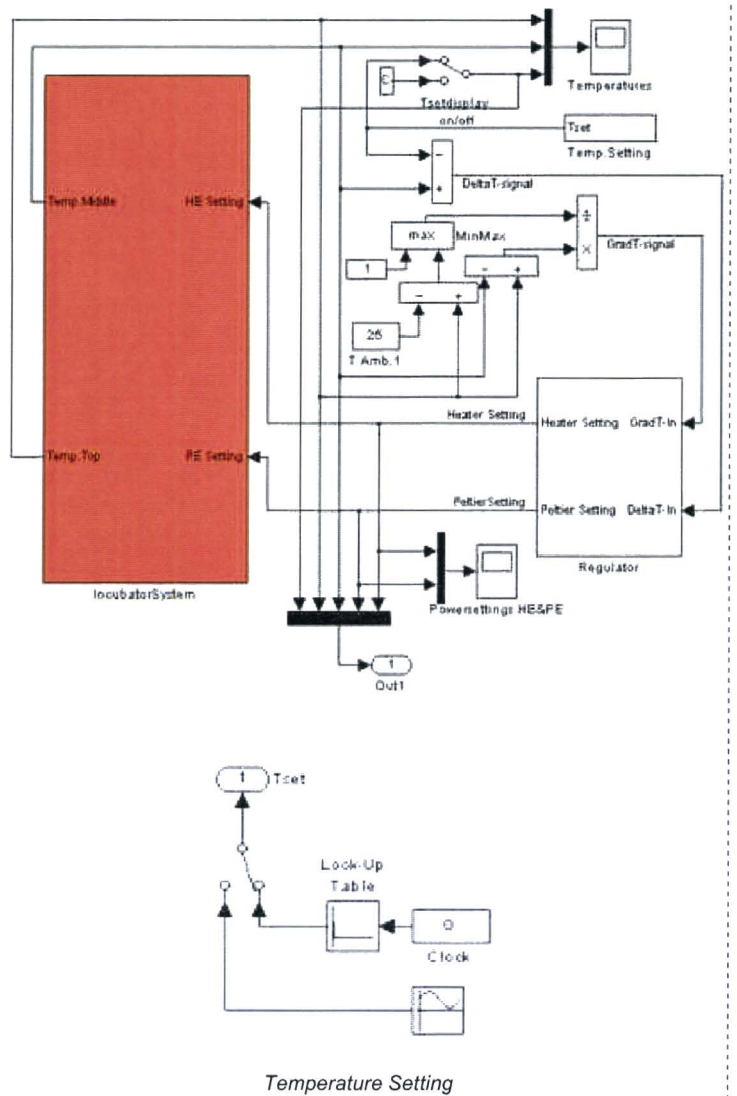 Temperatures
C
Tsetdisplay
on/off
Tset
Temp.Setting
−
+
DeltaT-signal
Temp.Middle
HE Setting
max
MinMax
÷
×
GradT-signal
1
− +
− +
25
T Amb.1
Heater Setting
Heater Setting
GradT-In
Temp.Top
PE Setting
PeltierSetting
Peltier Setting
DeltaT-In
Regulator
IncubatorSystem
Powersettings HE&PE
1
Out1
1
Tset
Look-Up
Table
0
Clock
Temperature Setting